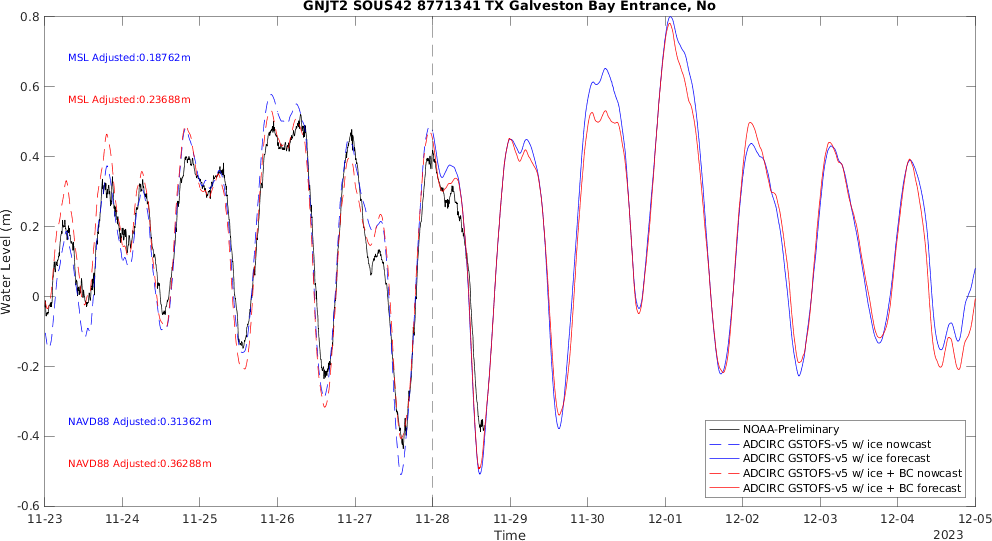 GNJT2 SOUS42 8771341 TX Galveston Bay Entrance, No
0.8
0.6
0.4
0.2
0
-0.2
-0.4
-0.6
Water Level (m)
MSL Adjusted:0.18762m
MSL Adjusted:0.23688m
NAVD88 Adjusted:0.31362m
NAVD88 Adjusted:0.36288m
NOAA-Preliminary
ADCIRC GSTOFS-v5 w/ ice nowcast
ADCIRC GSTOFS-v5 w/ ice forecast
ADCIRC GSTOFS-v5 w/ ice + BC nowcast
ADCIRC GSTOFS-v5 w/ ice + BC forecast
11-23 11-24 11-25 11-26 11-27 11-28 11-29 11-30 12-01 12-02 12-03 12-04 12-05
Time
2023